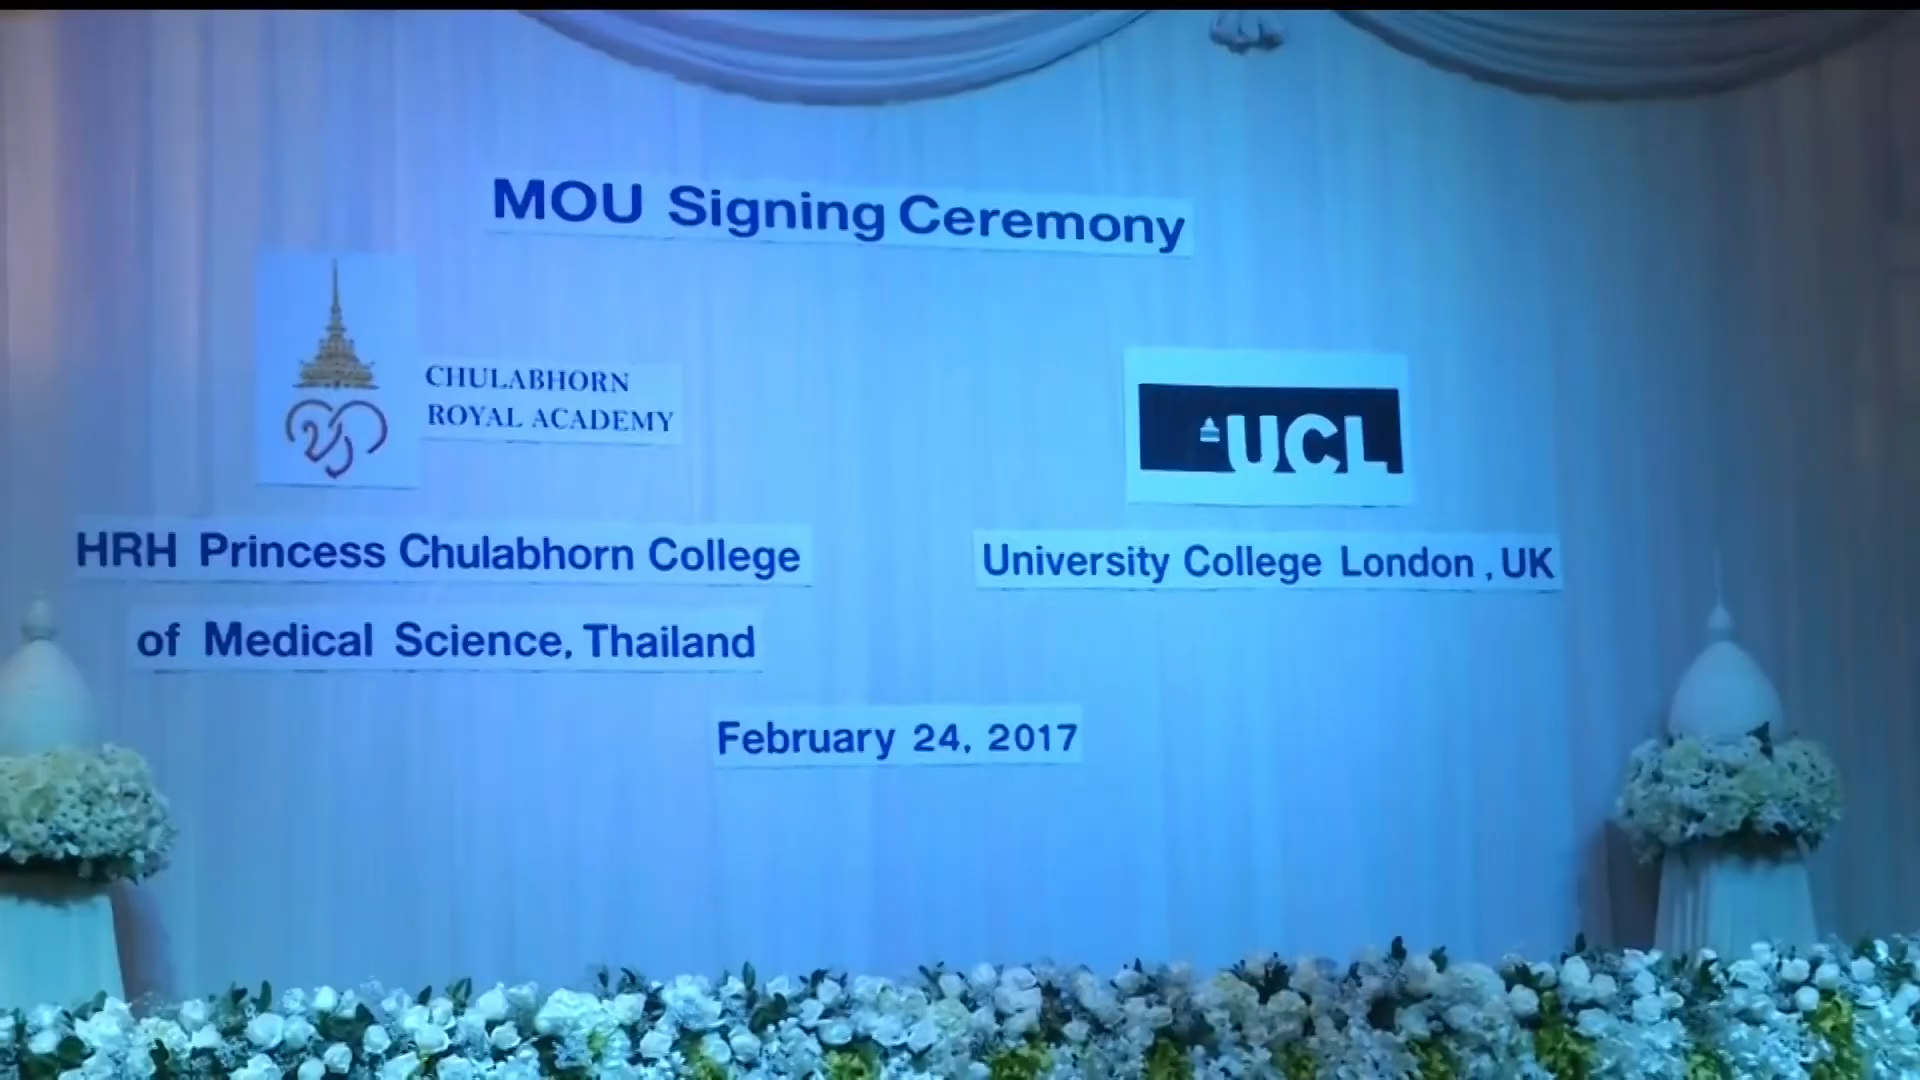 MOU Signing Ceremony
CHULABHORN
ROYAL ACADEMY
UCL
HRH Princess Chulabhorn College
of Medical Science, Thailand
University College London , UK
February 24, 2017